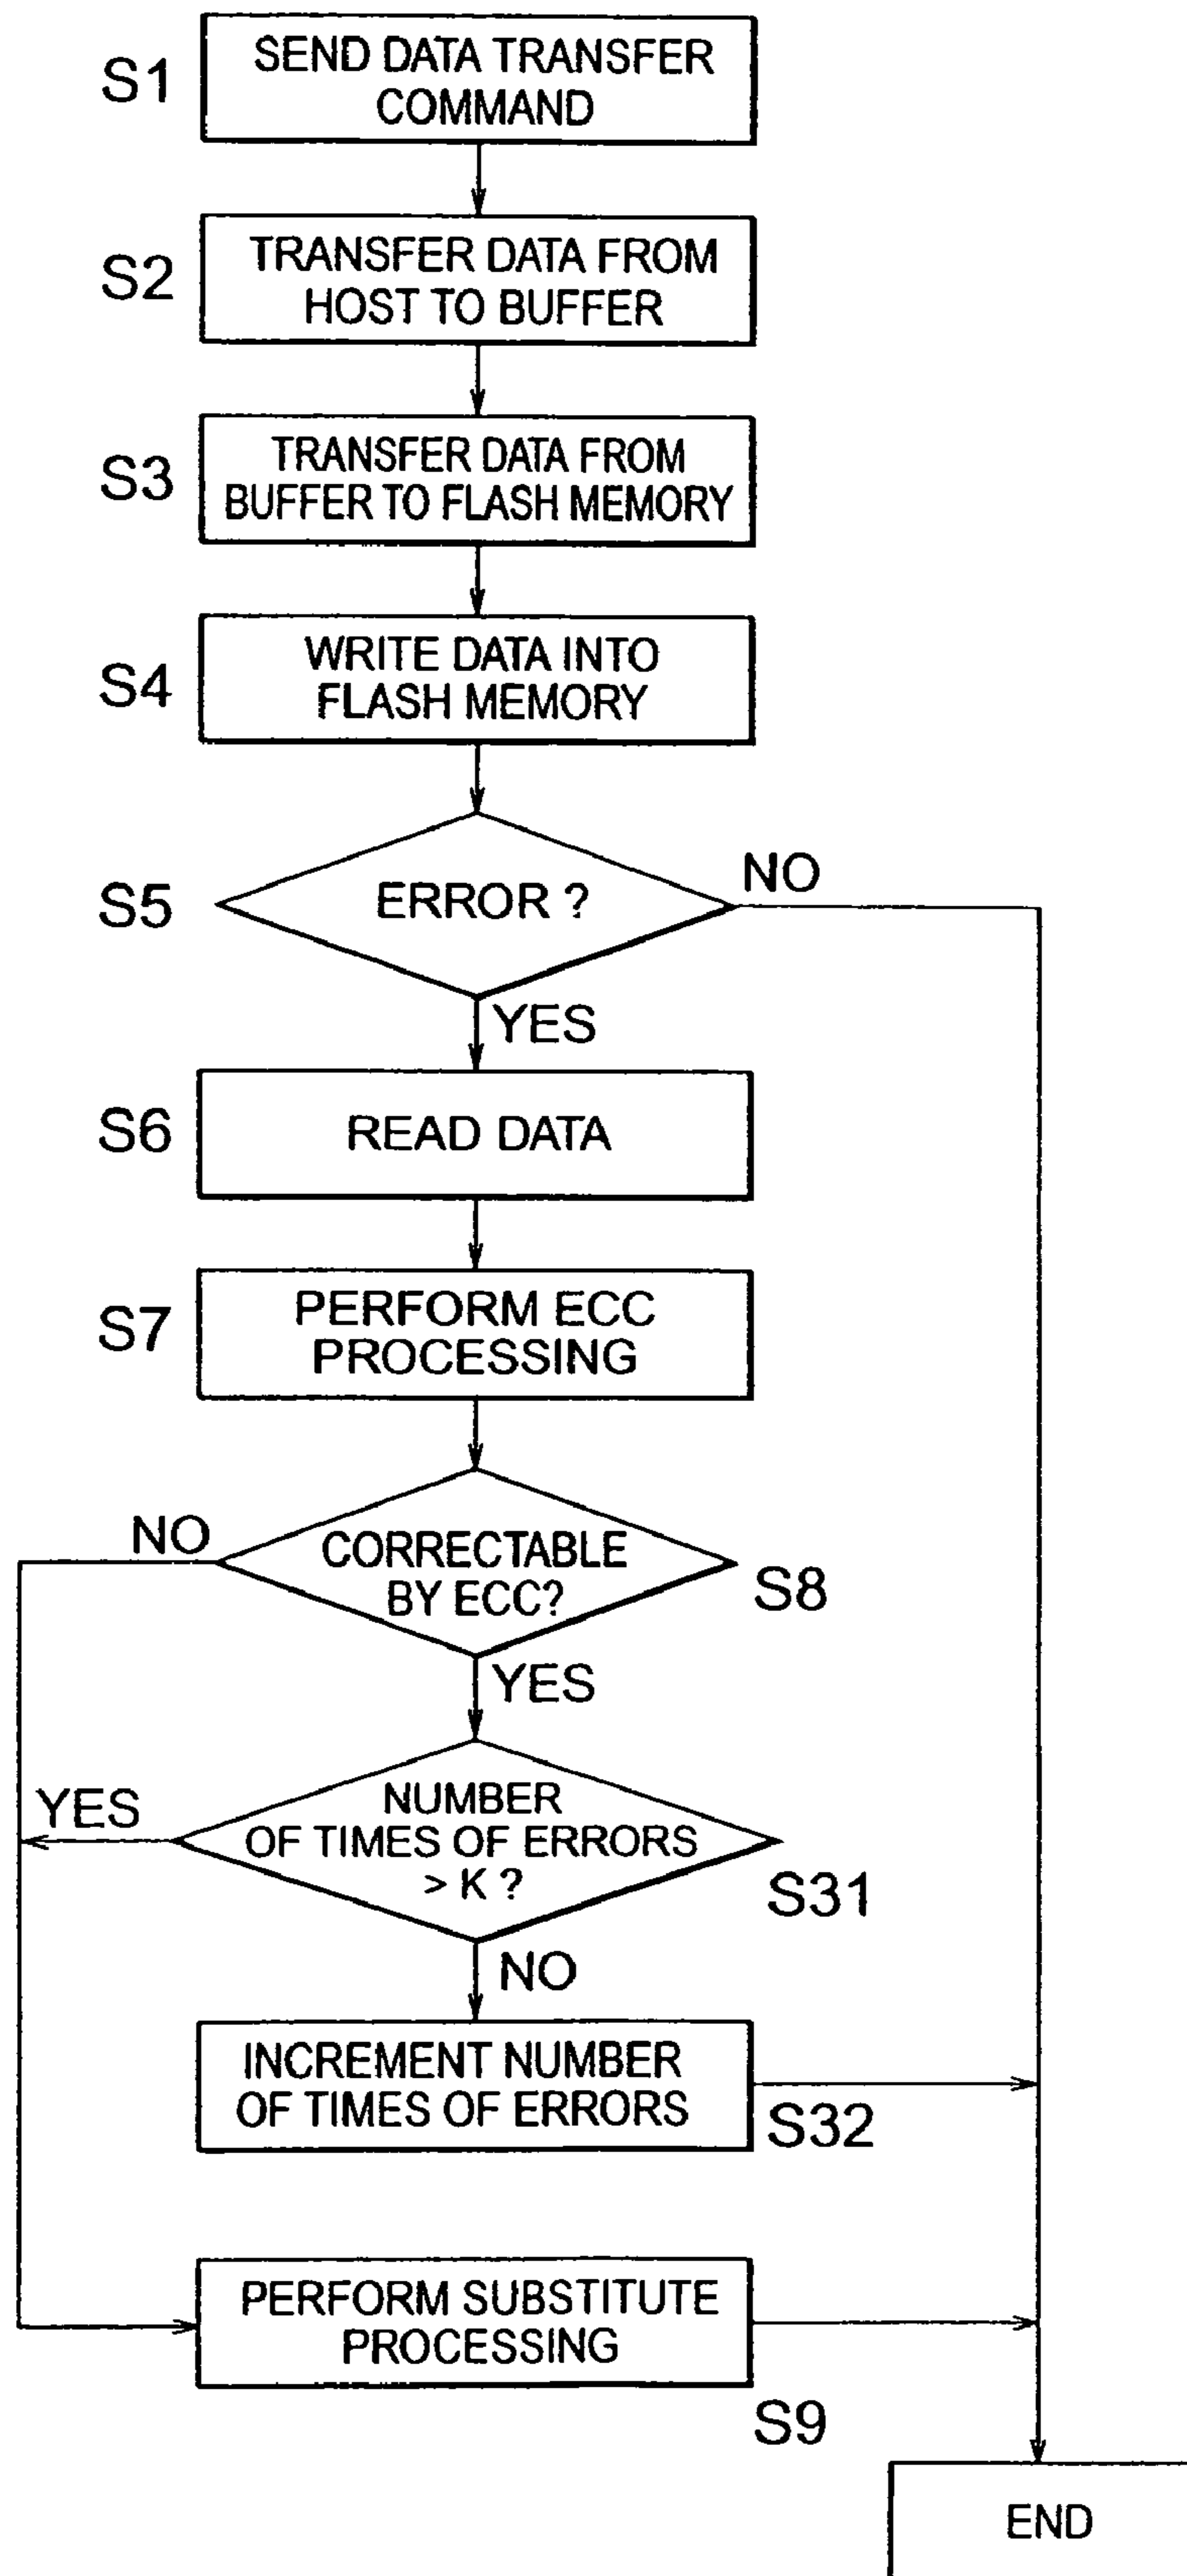 S1
SEND DATA TRANSFER
COMMAND
S2
TRANSFER DATA FROM
HOST TO BUFFER
S3
TRANSFER DATA FROM
BUFFER TO FLASH MEMORY
S4
WRITE DATA INTO
FLASH MEMORY
S5
ERROR ?
NO
YES
S6
READ DATA
S7
PERFORM ECC
PROCESSING
NO
CORRECTABLE
BY ECC?
S8
YES
YES
NUMBER
OF TIMES OF ERRORS
> K ?
S31
NO
INCREMENT NUMBER
OF TIMES OF ERRORS
S32
PERFORM SUBSTITUTE
PROCESSING
S9
END